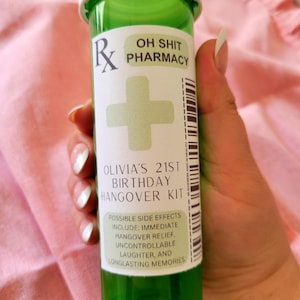 Rx
OH SHIT
PHARMACY
OLIVIA'S 21ST
BIRTHDAY
HANGOVER KIT
POSSIBLE SIDE EFFECTS
INCLUDE: IMMEDIATE
HANGOVER RELIEF,
UNCONTROLLABLE
LAUGHTER, AND
LONGLASTING MEMORIES